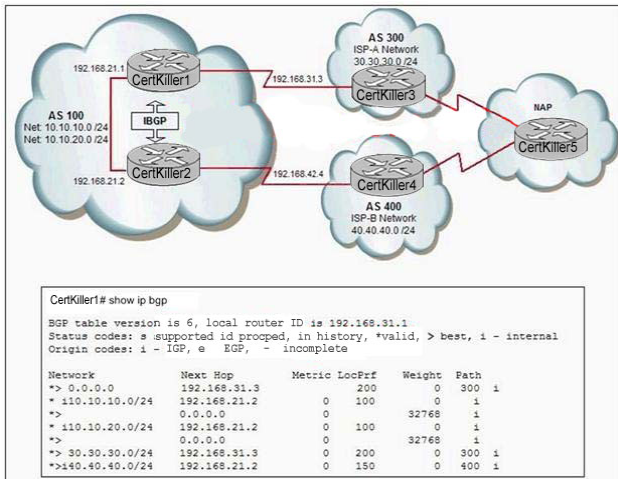 AS 300
ISP-A Network
30.30.30.0 /24
192.168.21.1
CertKiller1
192.168.31.3
CertKiller3
NAP
AS 100
Net: 10.10.10.0 /24
Net: 10.10.20.0 /24
IBGP
CertKiller5
CertKiller2
192.168.21.2
192.168.42.4
CertKiller4
AS 400
ISP-B Network
40.40.40.0 /24
CertKiller1# show ip bgp
BGP table version is 6, local router ID is 192.168.31.1
Status codes: s supported id procped, in history, *valid, > best, i - internal
Origin codes: i - IGP, e EGP, - incomplete
Network Next Hop Metric LocPrf Weight Path
*> 0.0.0.0 192.168.31.3 200 0 300 i
* i10.10.10.0/24 192.168.21.2 0 100 0 i
*> 0.0.0.0 0 32768 i
* i10.10.20.0/24 192.168.21.2 0 100 0 i
*> 0.0.0.0 0 32768 i
*> 30.30.30.0/24 192.168.31.3 0 200 0 300 i
*>i40.40.40.0/24 192.168.21.2 0 150 0 400 i